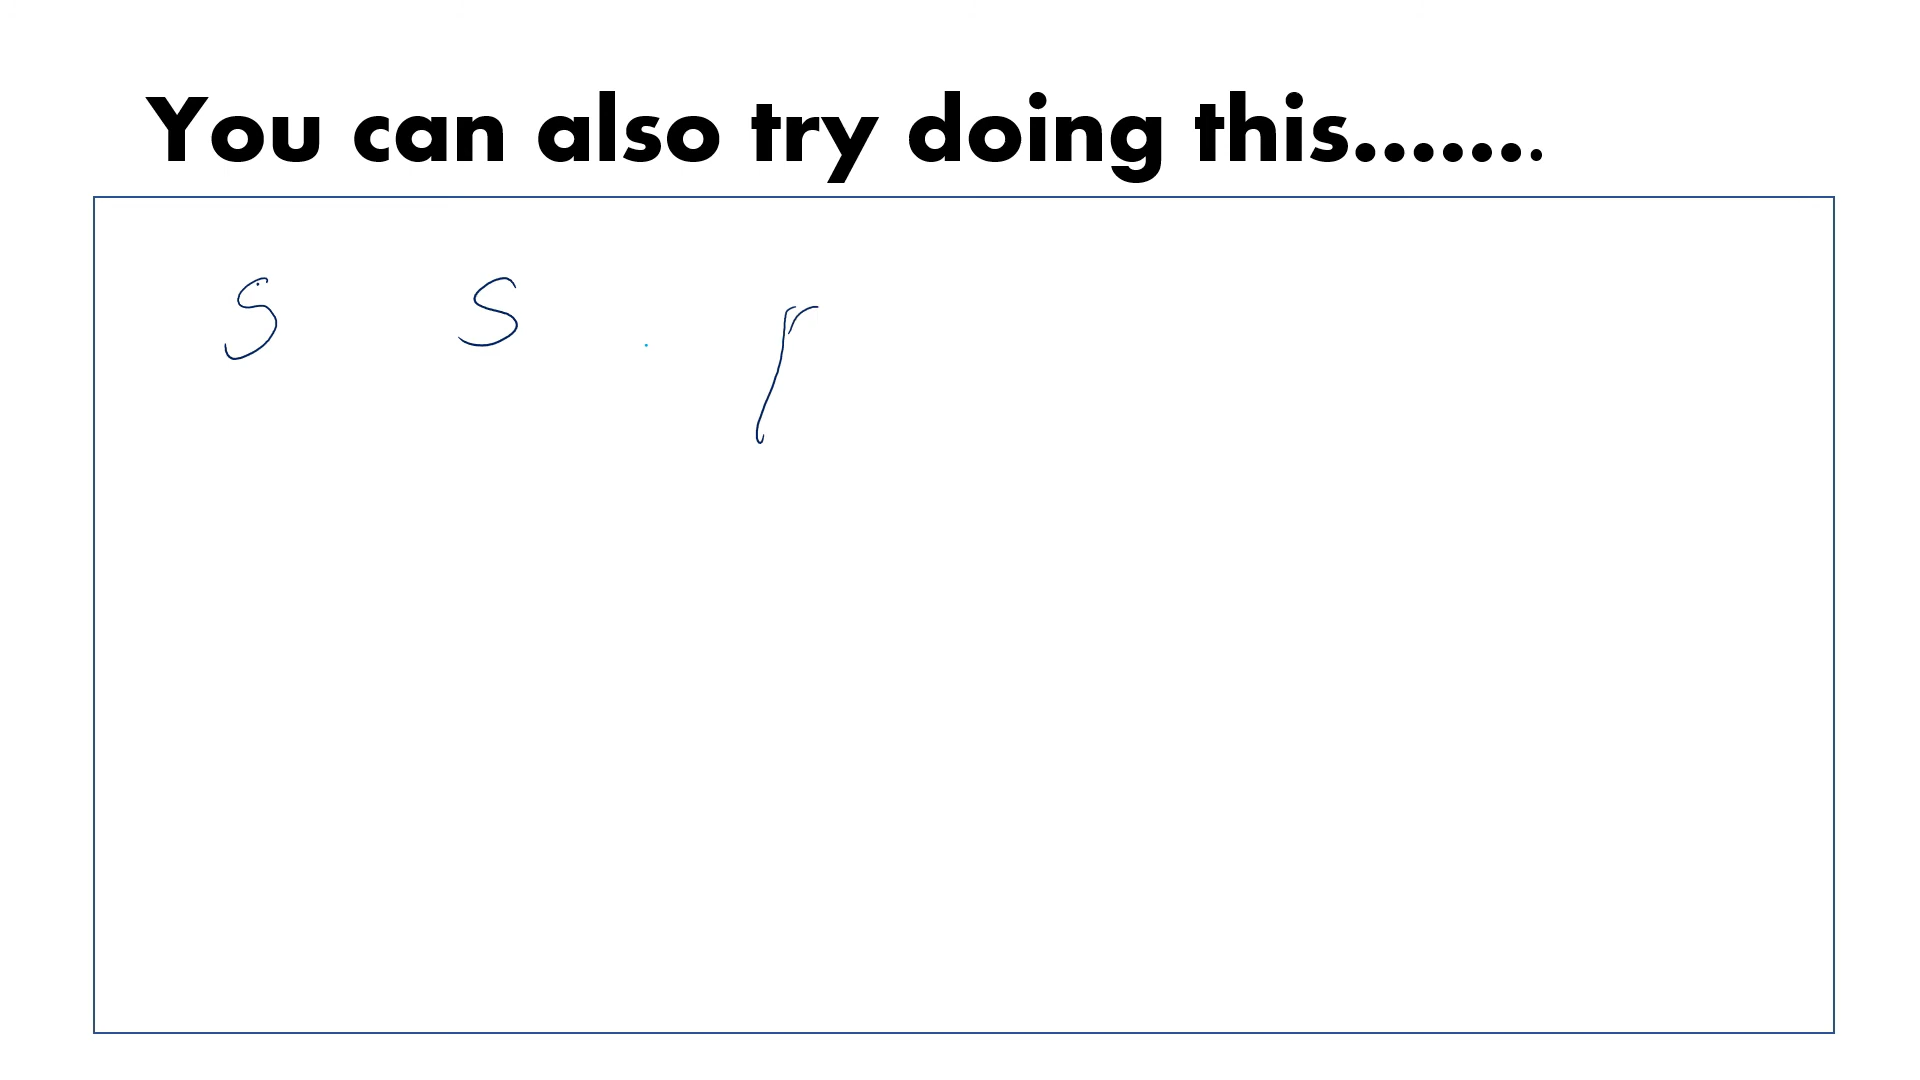 You can also try doing this.......
S S